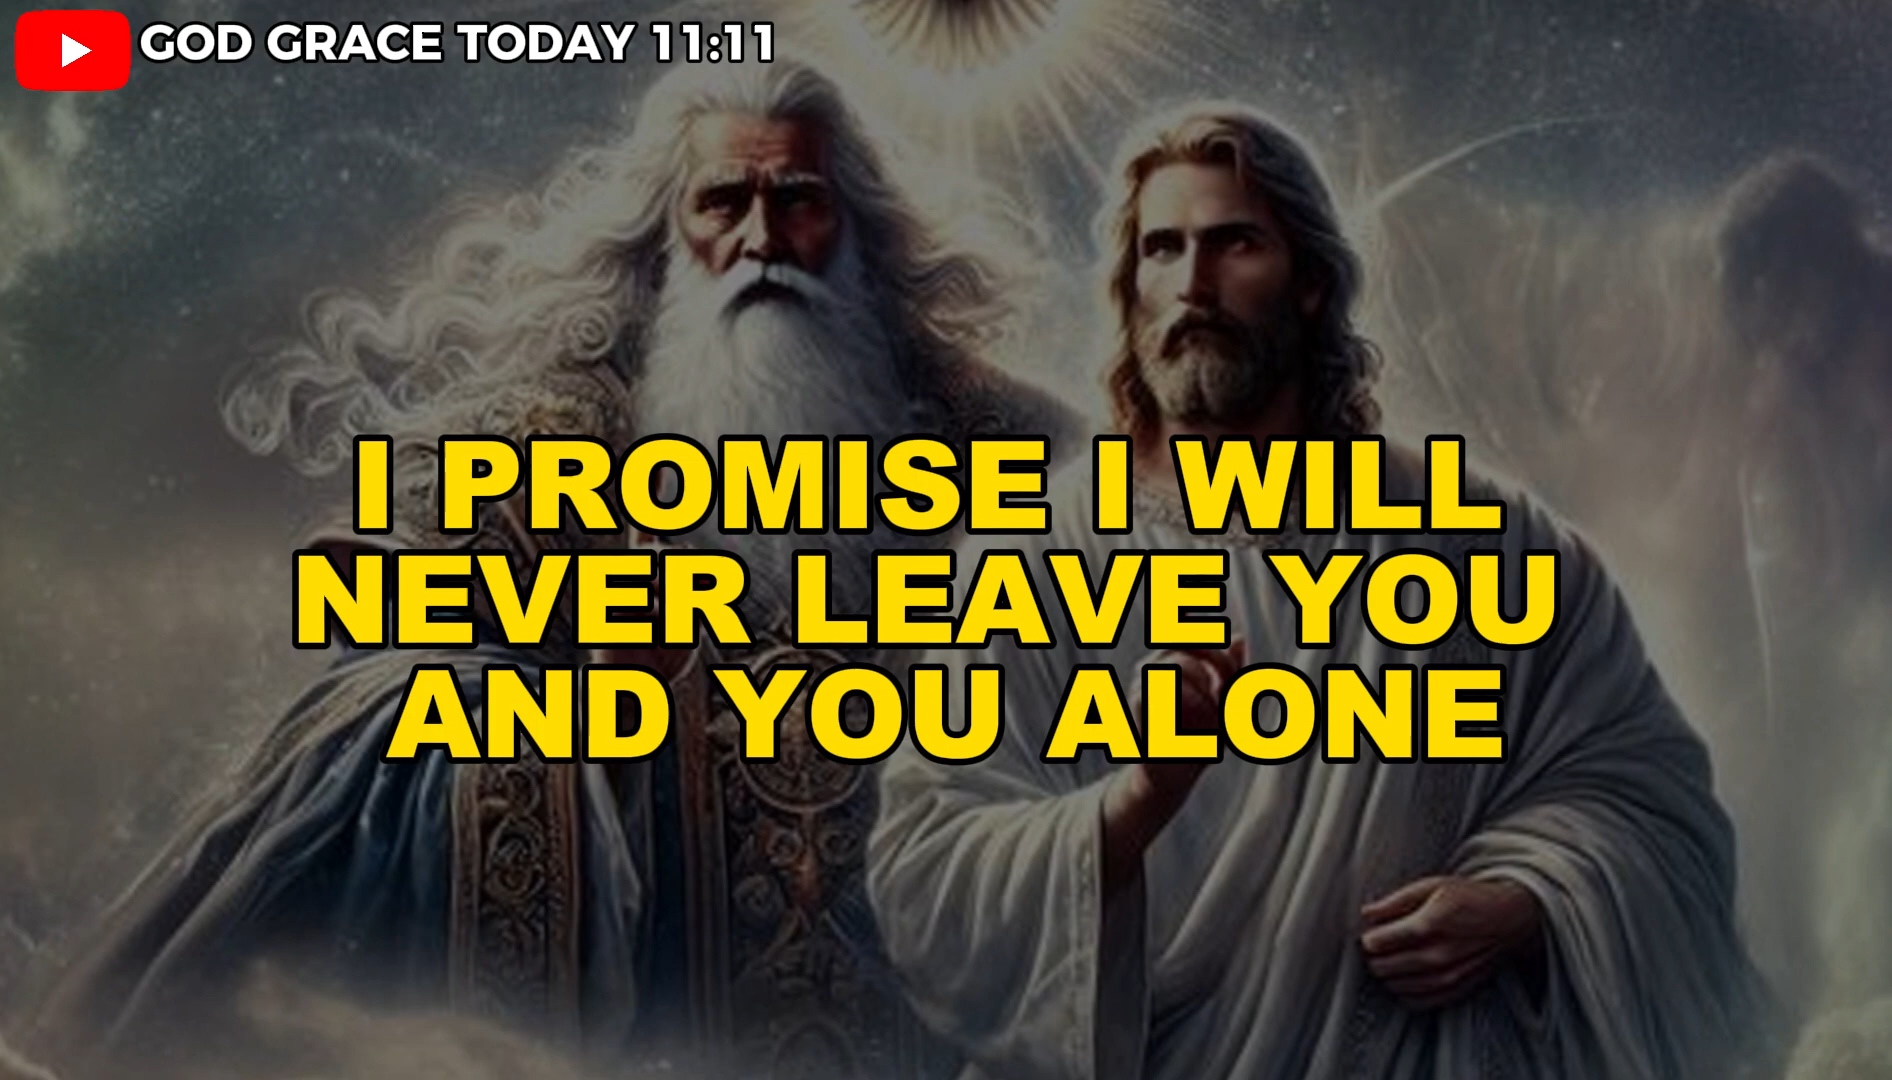 GOD GRACE TODAY 11:11
I PROMISE I WILL
NEVER LEAVE YOU
AND YOU ALONE